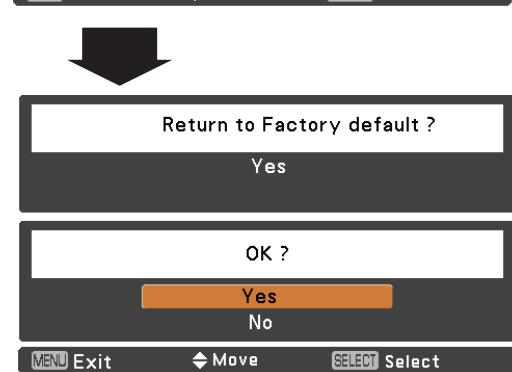 Return to Factory default ?
Yes
OK ?
Yes
No
MENU Exit Move SELECT Select